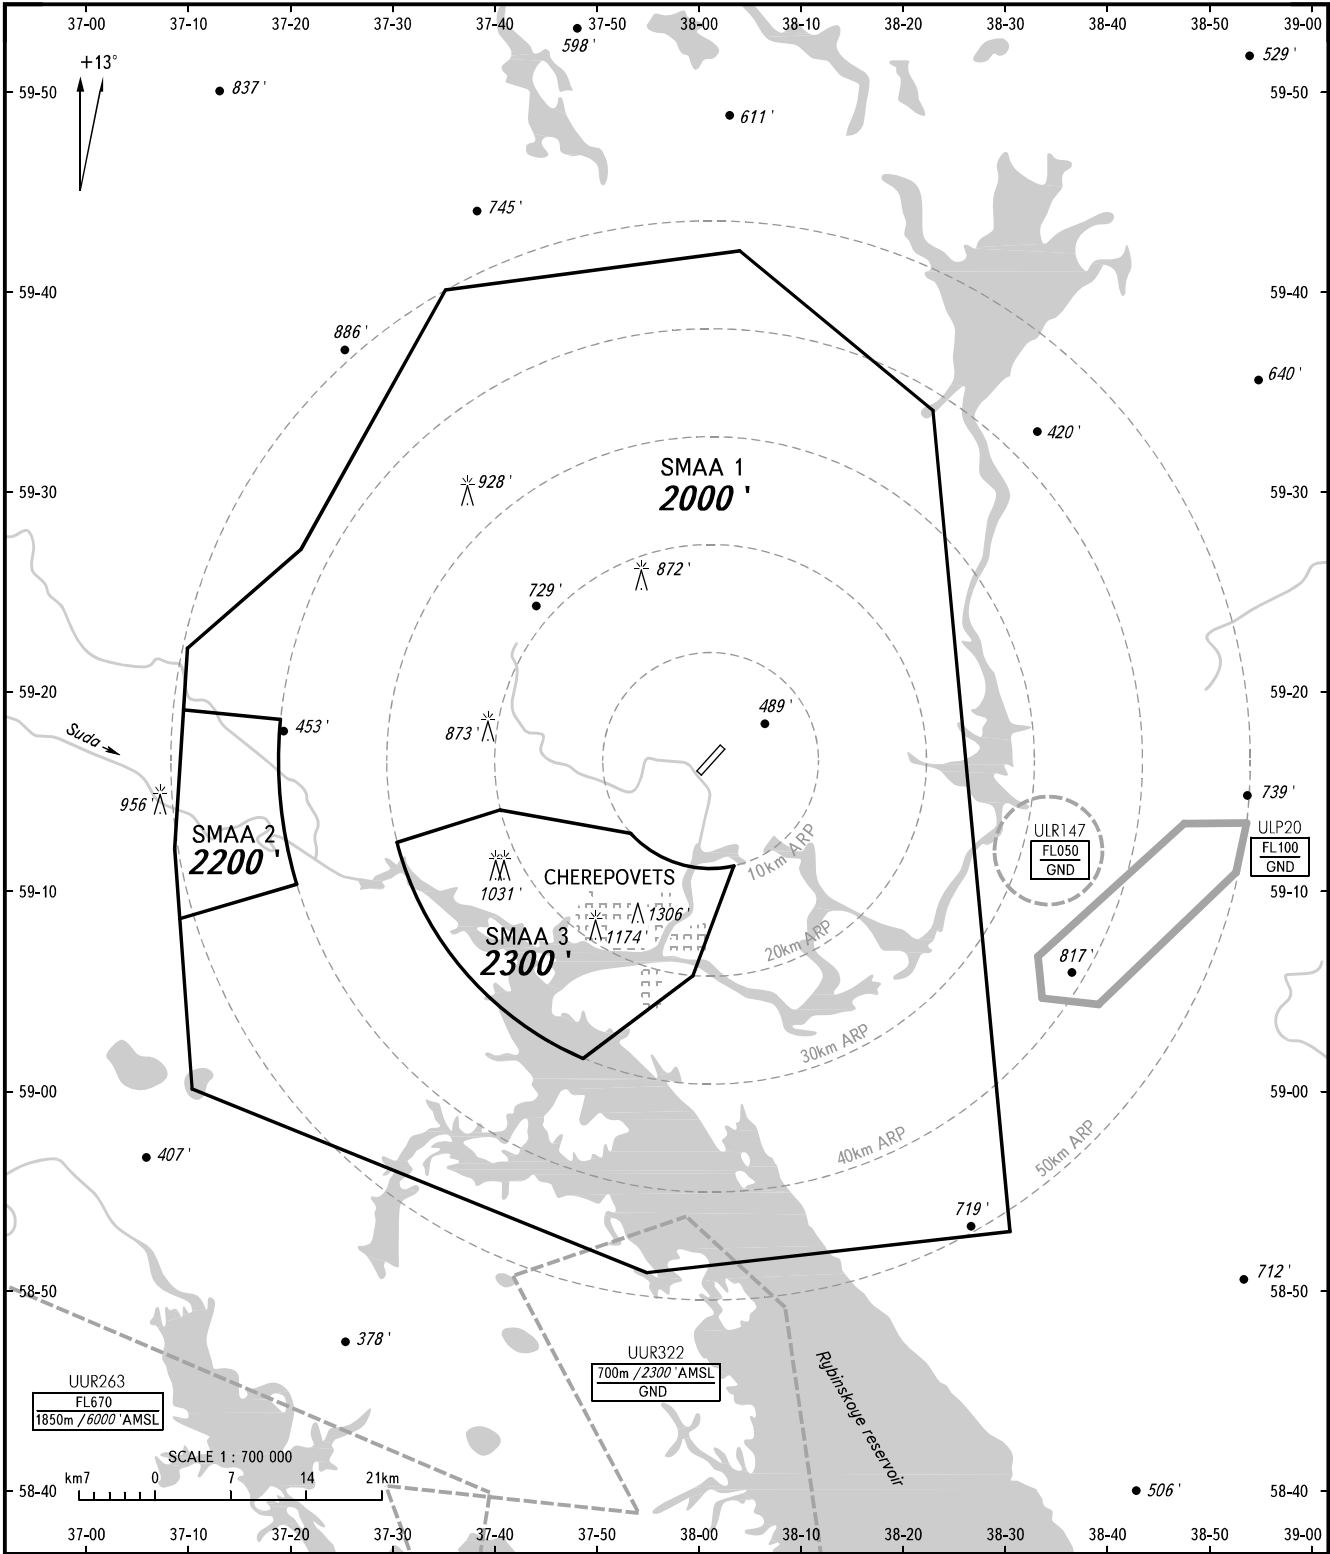 37-00 37-10 37-20 37-30 37-40 37-50 38-00 38-10 38-20 38-30 38-40 38-50 39-00
598 '
529 '
+13°
59-50 837 ' 59-50
611 '
745 '
59-40 59-40
886 '
640 '
420 '
SMAA 1
2000 '
928 '
59-30 59-30
872 '
729 '
59-20 59-20
489 '
453 '
873 '
Suda
956 '
739 '
SMAA 2
2200 '
ULR147
FL050
GND
ULP20
FL100
GND
10km ARP
CHEREPOVETS
1031 '
59-10 59-10
1306 '
1174 '
SMAA 3
2300 '
20km ARP
817 '
30km ARP
59-00 59-00
40km ARP
50km ARP
407 '
719 '
712 '
58-50 58-50
378 '
UUR322
700m / 2300 ' AMSL
GND
UUR263
FL670
1850m / 6000 ' AMSL
Rybinskoye reservoir
SCALE 1 : 700 000
km7 0 7 14 21km
58-40 506 ' 58-40
37-00 37-10 37-20 37-30 37-40 37-50 38-00 38-10 38-20 38-30 38-40 38-50 39-00